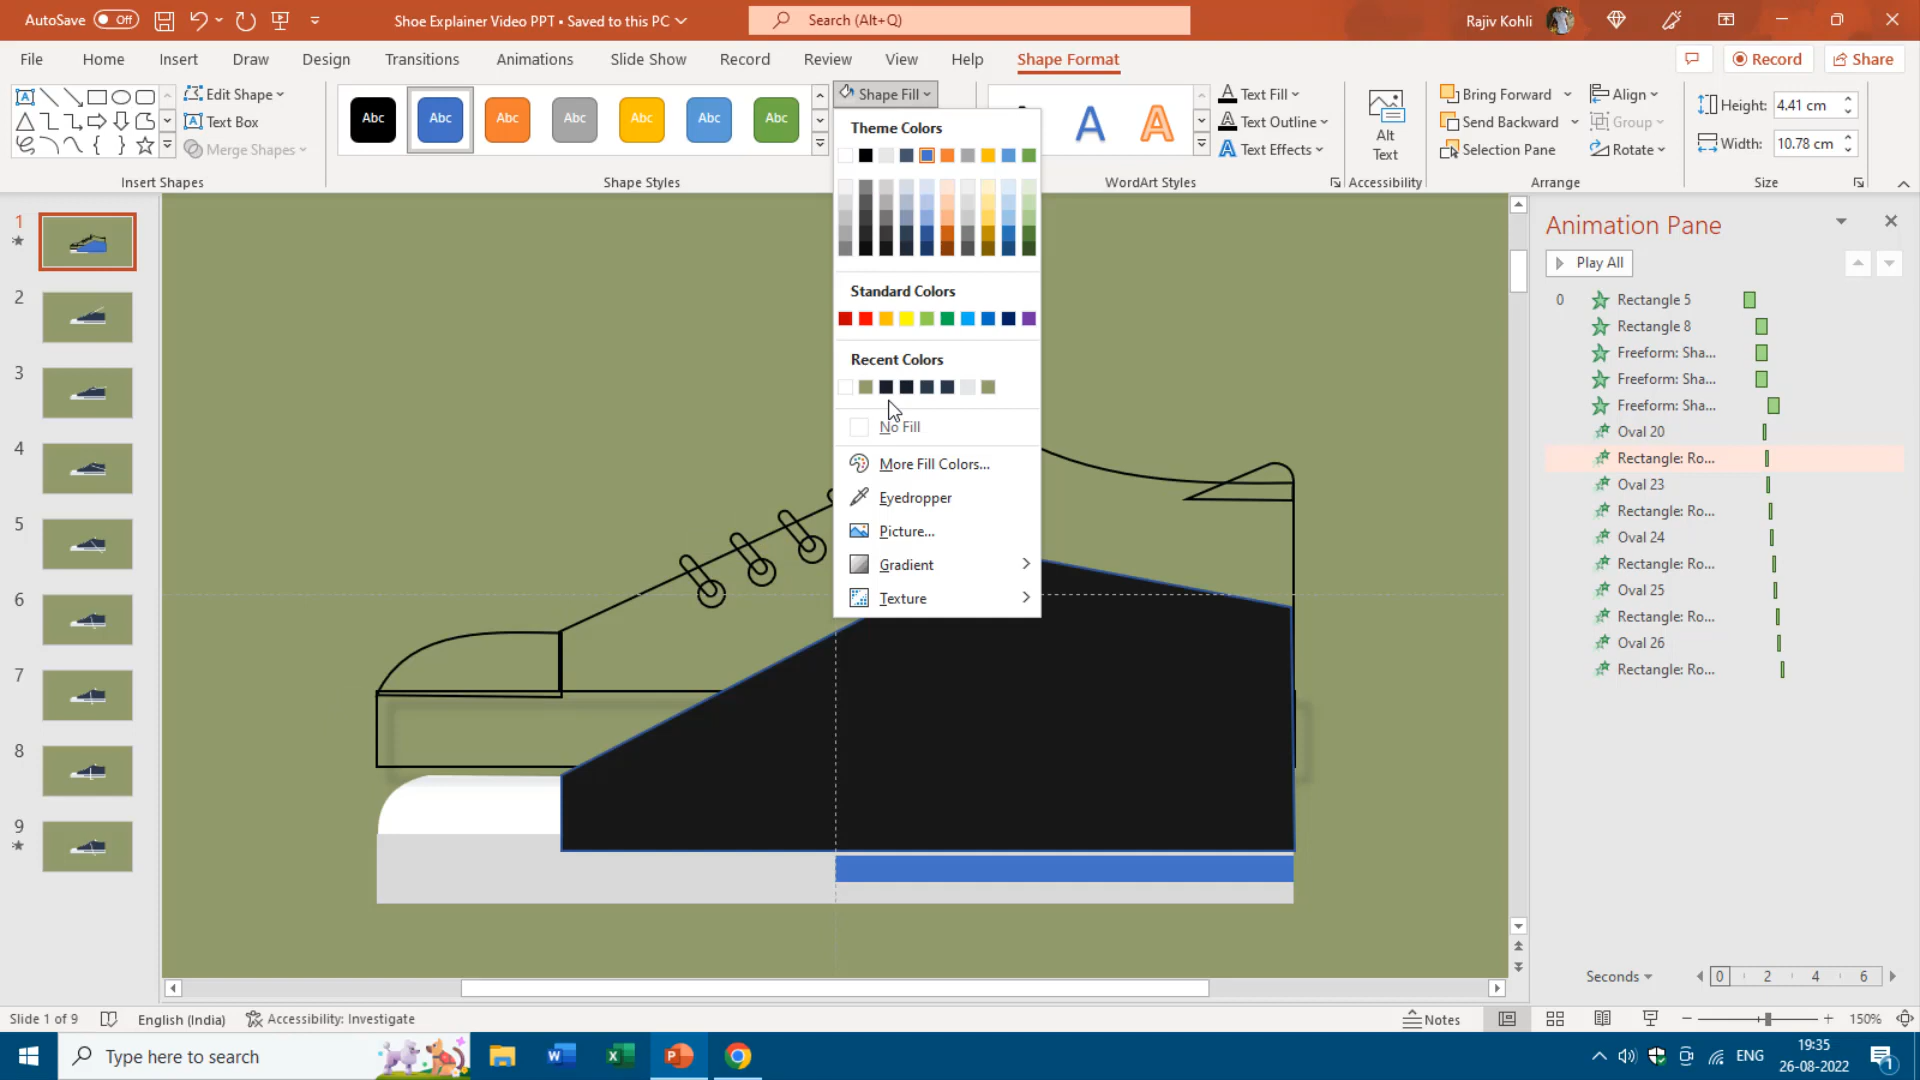 AutoSave Off Shoe Explainer Video PPT • Saved to this PC Search (Alt+Q) Rajiv Kohli
File Home Insert Draw Design Transitions Animations Slide Show Record Review View Help Shape Format Record Share
Edit Shape
Text Box
Merge Shapes
Insert Shapes
Abc Abc Abc Abc Abc Abc Abc
Shape Styles
Shape Fill
Theme Colors
Standard Colors
Recent Colors
No Fill
More Fill Colors...
Eyedropper
Picture...
Gradient
Texture
A A
Text Fill
Text Outline
Text Effects
WordArt Styles
Alt
Text
Accessibility
Bring Forward
Send Backward
Selection Pane
Align
Group
Rotate
Arrange
Height: 4.41 cm
Width: 10.78 cm
Size
1
2
3
4
5
6
7
8
9
Animation Pane
Play All
0 Rectangle 5
Rectangle 8
Freeform: Sha...
Freeform: Sha...
Freeform: Sha...
Oval 20
Rectangle: Ro...
Oval 23
Rectangle: Ro...
Oval 24
Rectangle: Ro...
Oval 25
Rectangle: Ro...
Oval 26
Rectangle: Ro...
Seconds 0 2 4 6
Slide 1 of 9 English (India) Accessibility: Investigate Notes 150%
Type here to search ENG
19:35
26-08-2022
1